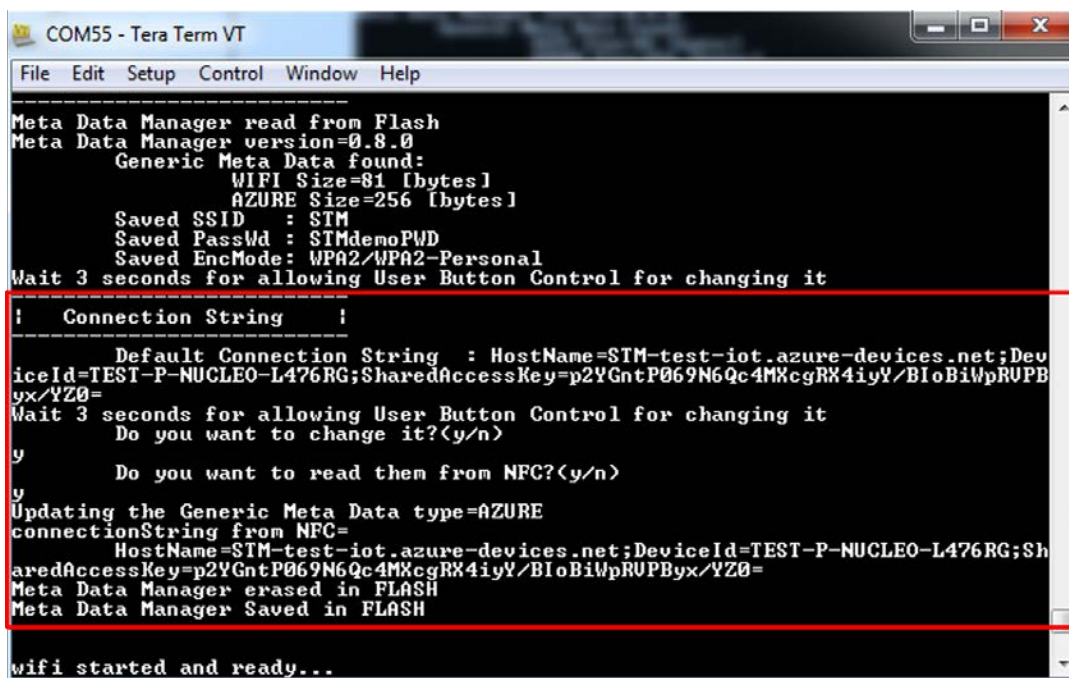 COM55 - Tera Term VT
File Edit Setup Control Window Help
----------------------------
Meta Data Manager read from Flash
Meta Data Manager version=0.8.0
Generic Meta Data found:
WIFI Size=81 [bytes]
AZURE Size=256 [bytes]
Saved SSID : STM
Saved PassWd : STMdemoPWD
Saved EncMode: WPA2/WPA2-Personal
Wait 3 seconds for allowing User Button Control for changing it
----------------------------
| Connection String |
----------------------------
Default Connection String : HostName=STM-test-iot.azure-devices.net;Dev
iceId=TEST-P-NUCLEO-L476RG;SharedAccessKey=p2YGntP069N6Qc4MXcgRX4iyY/BIoBiWpRVPB
yx/YZ0=
Wait 3 seconds for allowing User Button Control for changing it
Do you want to change it?(y/n)
y
Do you want to read them from NFC?(y/n)
y
Updating the Generic Meta Data type=AZURE
connectionString from NFC=
HostName=STM-test-iot.azure-devices.net;DeviceId=TEST-P-NUCLEO-L476RG;Sh
aredAccessKey=p2YGntP069N6Qc4MXcgRX4iyY/BIoBiWpRVPByx/YZ0=
Meta Data Manager erased in FLASH
Meta Data Manager Saved in FLASH
wifi started and ready...